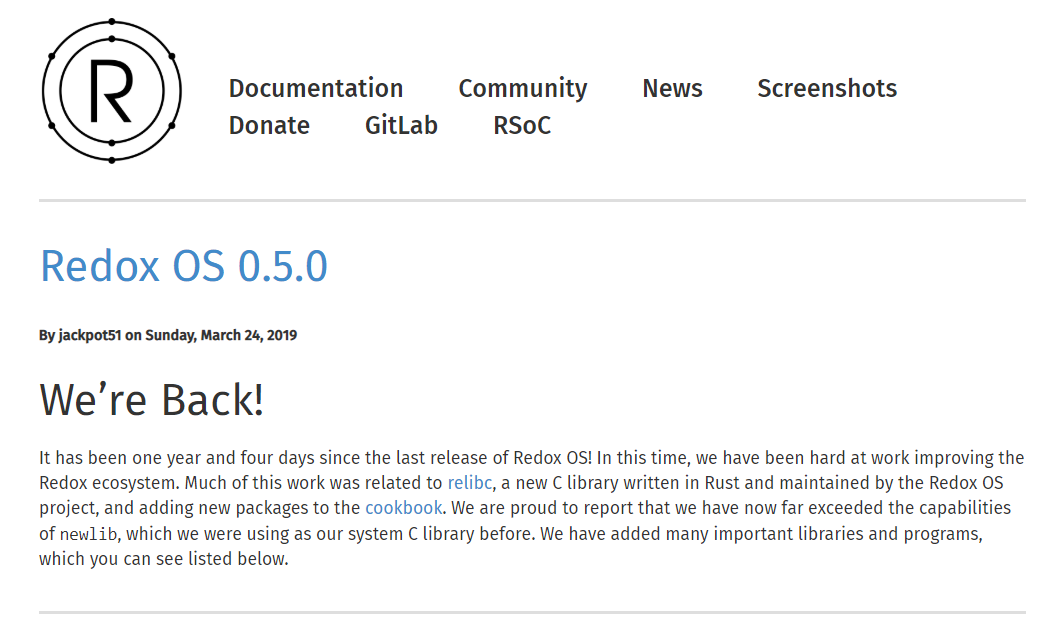 R
Documentation Community News Screenshots
Donate GitLab RSoC
Redox OS 0.5.0
By jackpot51 on Sunday, March 24, 2019
We’re Back!
It has been one year and four days since the last release of Redox OS! In this time, we have been hard at work improving the
Redox ecosystem. Much of this work was related to relibc, a new C library written in Rust and maintained by the Redox OS
project, and adding new packages to the cookbook. We are proud to report that we have now far exceeded the capabilities
of newlib, which we were using as our system C library before. We have added many important libraries and programs,
which you can see listed below.